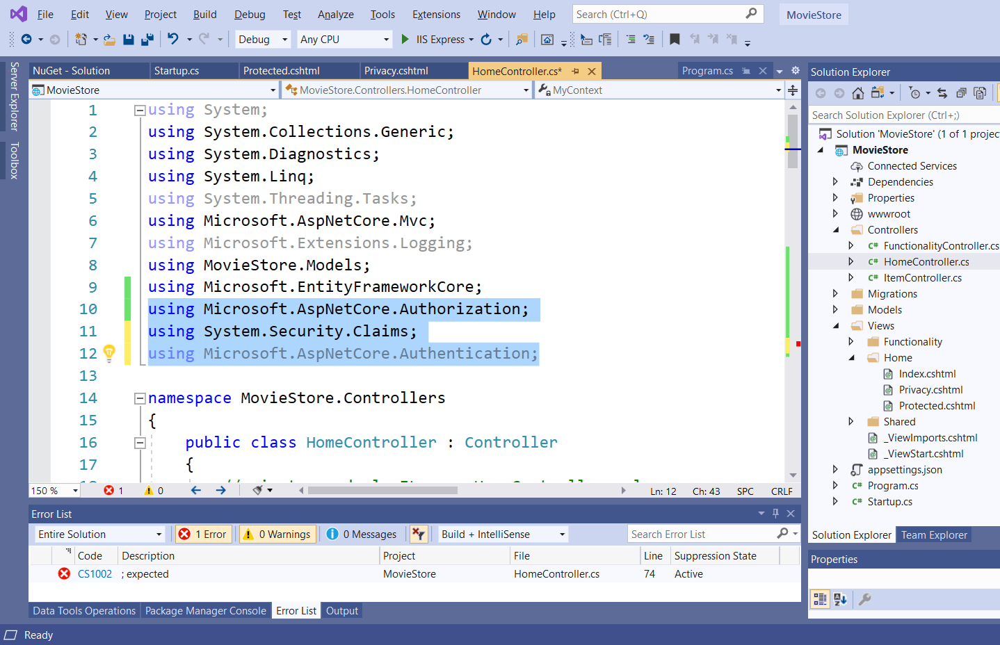 File Edit View Project Build Debug Test Analyze Tools Extensions Window Help Search (Ctrl+Q) MovieStore
Debug Any CPU IIS Express
Server Explorer
Toolbox
NuGet - Solution Startup.cs Protected.cshtml Privacy.cshtml HomeController.cs* Program.cs
MovieStore MovieStore.Controllers.HomeController MyContext
1 using System;
2 using System.Collections.Generic;
3 using System.Diagnostics;
4 using System.Linq;
5 using System.Threading.Tasks;
6 using Microsoft.AspNetCore.Mvc;
7 using Microsoft.Extensions.Logging;
8 using MovieStore.Models;
9 using Microsoft.EntityFrameworkCore;
10 using Microsoft.AspNetCore.Authorization;
11 using System.Security.Claims;
12 using Microsoft.AspNetCore.Authentication;
13
14 namespace MovieStore.Controllers
15 {
16 public class HomeController : Controller
17 {
150 % 1 0 Ln: 12 Ch: 43 SPC CRLF
Error List
Entire Solution 1 Error 0 Warnings 0 Messages Build + IntelliSense Search Error List
Code Description Project File Line Suppression State
CS1002 ; expected MovieStore HomeController.cs 74 Active
Data Tools Operations Package Manager Console Error List Output
Solution Explorer
Search Solution Explorer (Ctrl+;)
Solution 'MovieStore' (1 of 1 projec
MovieStore
Connected Services
Dependencies
Properties
wwwroot
Controllers
C# FunctionalityController.cs
C# HomeController.cs
C# ItemController.cs
Migrations
Models
Views
Functionality
Home
Index.cshtml
Privacy.cshtml
Protected.cshtml
Shared
_ViewImports.cshtml
_ViewStart.cshtml
appsettings.json
C# Program.cs
C# Startup.cs
Solution Explorer Team Explorer
Properties
Ready